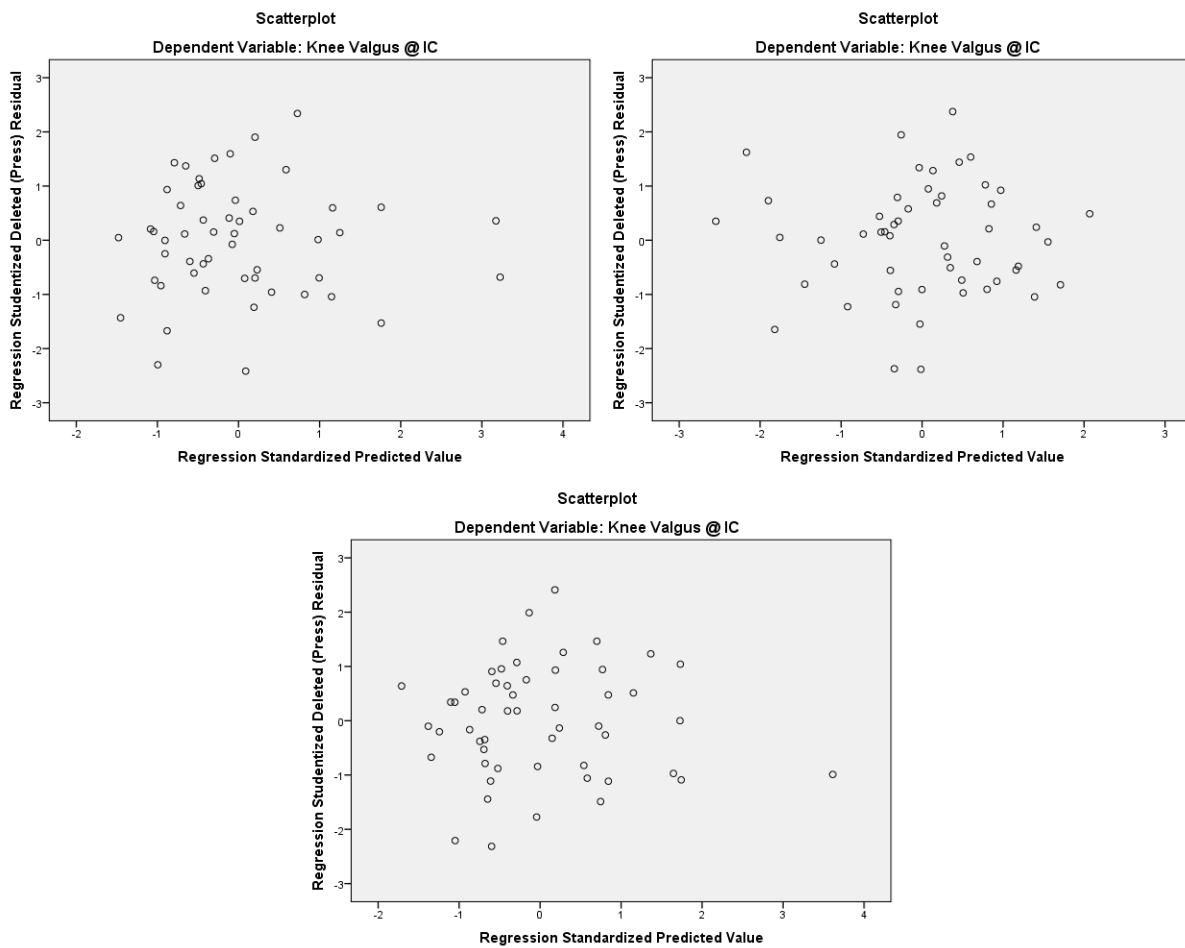 Scatterplot
Dependent Variable: Knee Valgus @ IC
Regression Studentized Deleted (Press) Residual
3
2
1
0
-1
-2
-3
-2 -1 0 1 2 3 4
Regression Standardized Predicted Value
Scatterplot
Dependent Variable: Knee Valgus @ IC
Regression Studentized Deleted (Press) Residual
3
2
1
0
-1
-2
-3
-3 -2 -1 0 1 2 3
Regression Standardized Predicted Value
Scatterplot
Dependent Variable: Knee Valgus @ IC
Regression Studentized Deleted (Press) Residual
3
2
1
0
-1
-2
-3
-2 -1 0 1 2 3 4
Regression Standardized Predicted Value